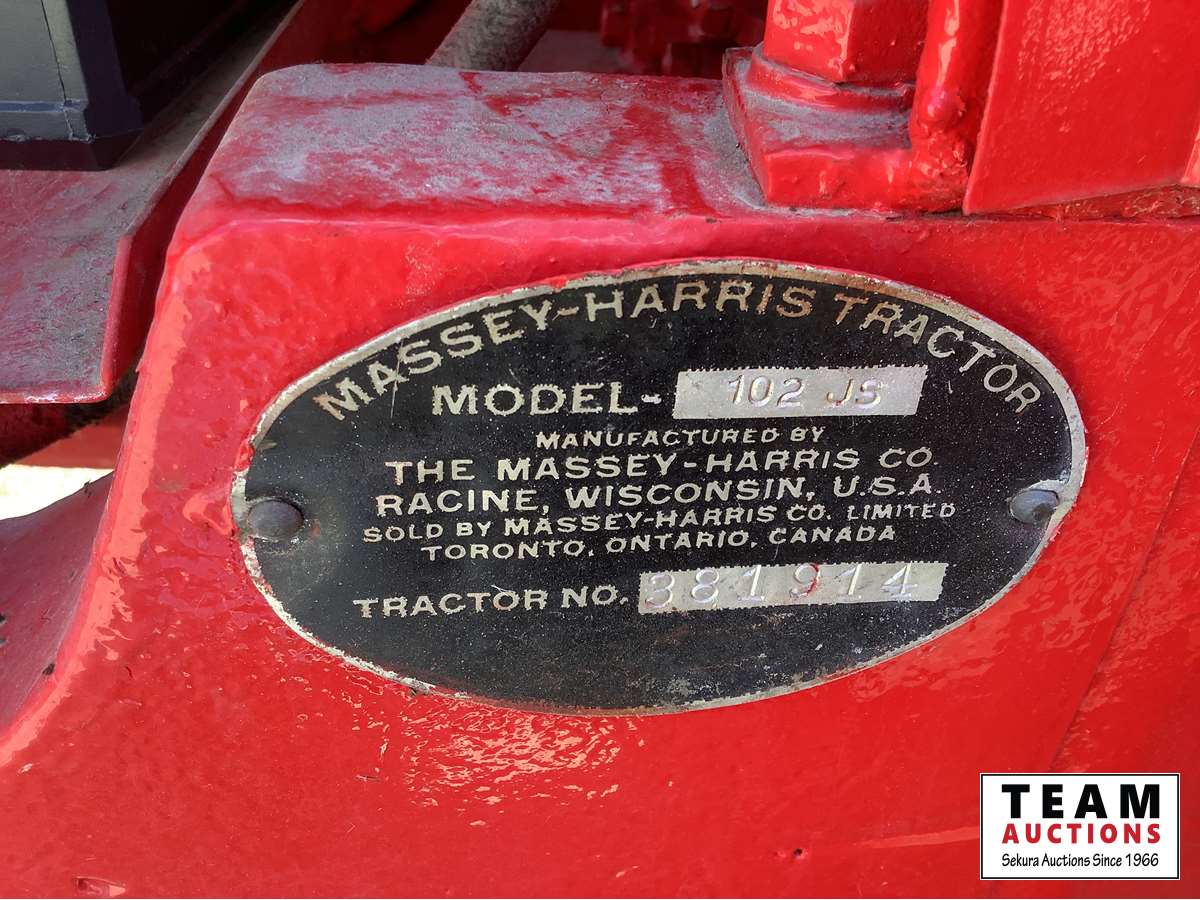 MASSEY-HARRIS TRACTOR
MODEL- 102 JS
MANUFACTURED BY
THE MASSEY-HARRIS CO.
RACINE, WISCONSIN, U.S.A.
SOLD BY MASSEY-HARRIS CO. LIMITED
TORONTO, ONTARIO, CANADA
TRACTOR NO. 381914
TEAM
AUCTIONS
Sekura Auctions Since 1966